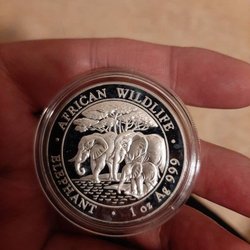 AFRICAN WILDLIFE
ELEPHANT · 1 oz Ag 999